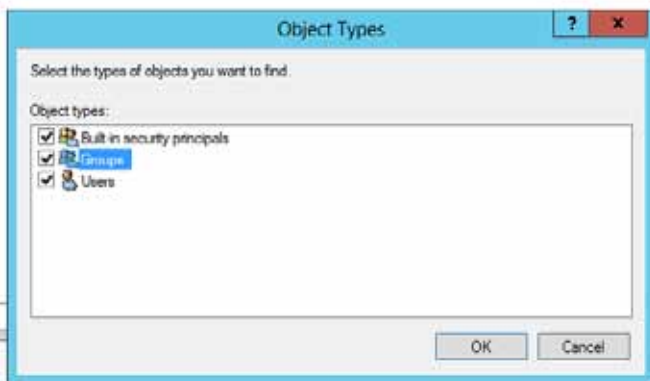 Object Types
? x
Select the types of objects you want to find.
Object types:
Built-in security principals
Groups
Users
OK Cancel